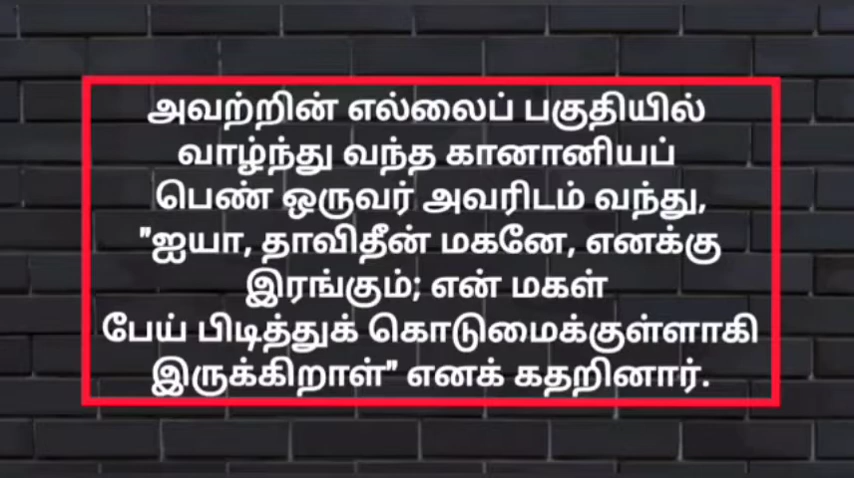 அவற்றின் எல்லைப் பகுதியில்
வாழ்ந்து வந்த கானானியப்
பெண் ஒருவர் அவரிடம் வந்து,
"ஐயா, தாவிதீன் மகனே, எனக்கு
இரங்கும்; என் மகள்
பேய் பிடித்துக் கொடுமைக்குள்ளாகி
இருக்கிறாள்" எனக் கதறினார்.